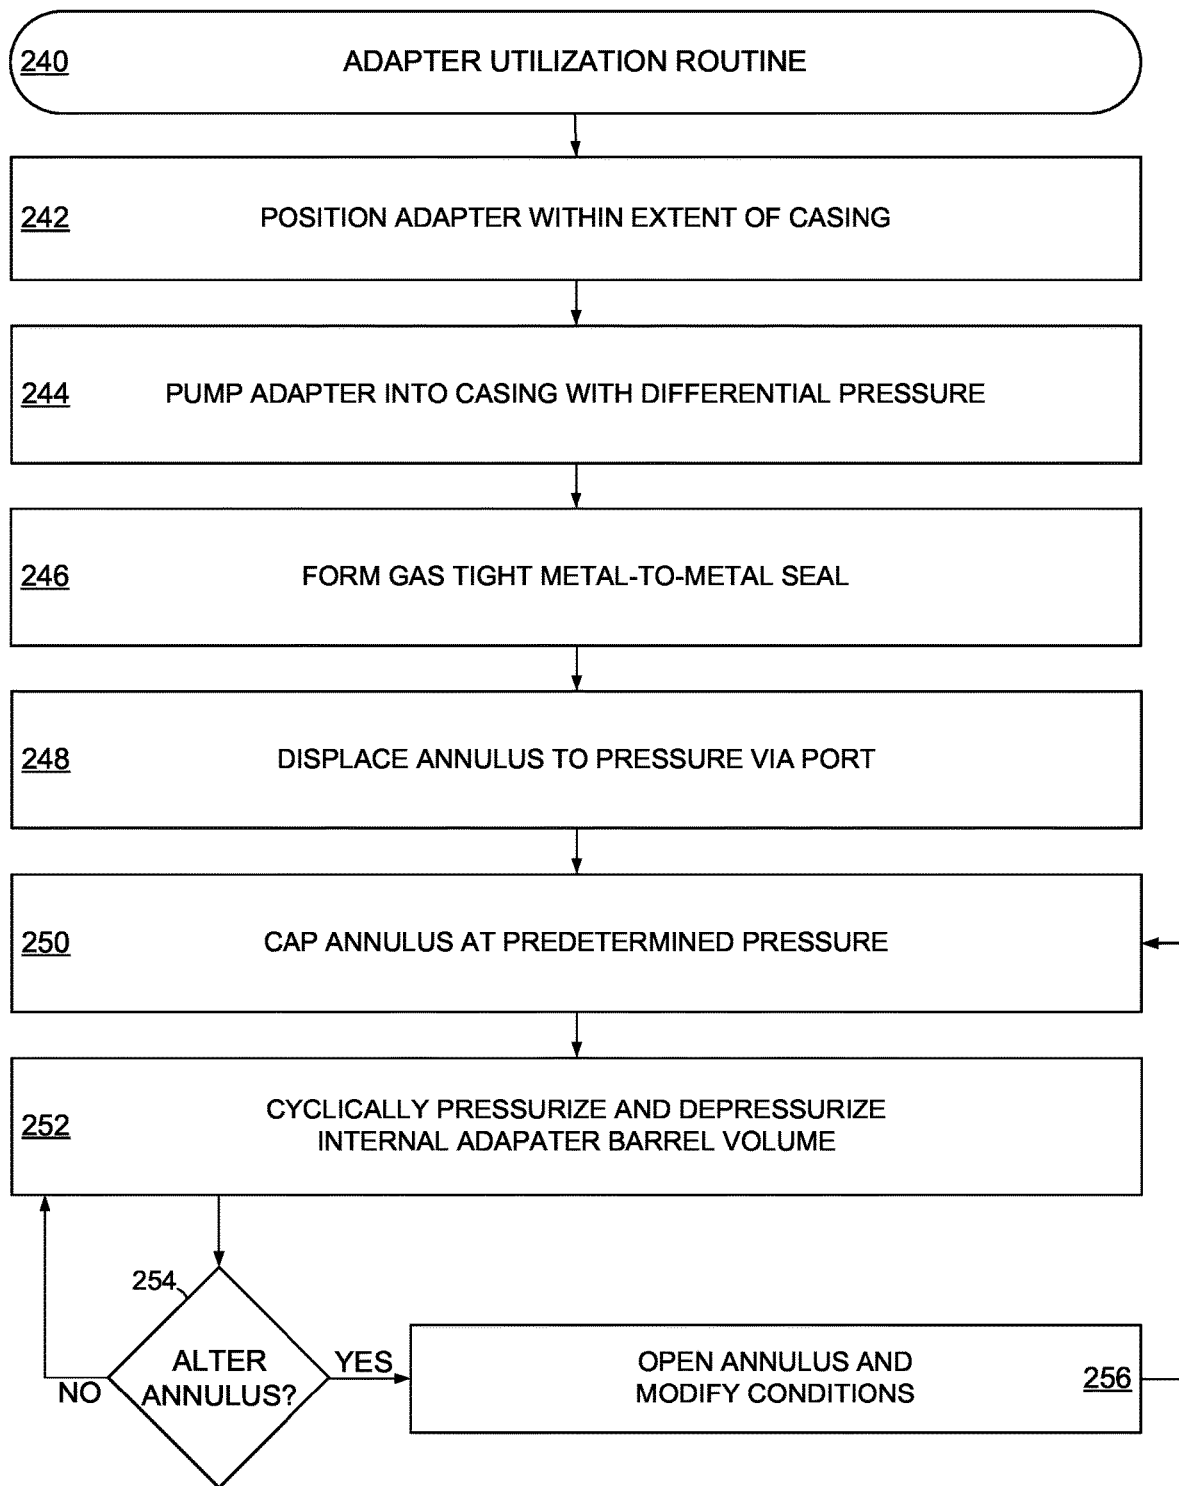 240
ADAPTER UTILIZATION ROUTINE
242
POSITION ADAPTER WITHIN EXTENT OF CASING
244
PUMP ADAPTER INTO CASING WITH DIFFERENTIAL PRESSURE
246
FORM GAS TIGHT METAL-TO-METAL SEAL
248
DISPLACE ANNULUS TO PRESSURE VIA PORT
250
CAP ANNULUS AT PREDETERMINED PRESSURE
252
CYCLICALLY PRESSURIZE AND DEPRESSURIZE
INTERNAL ADAPATER BARREL VOLUME
254
ALTER
ANNULUS?
NO
YES
OPEN ANNULUS AND
MODIFY CONDITIONS
256